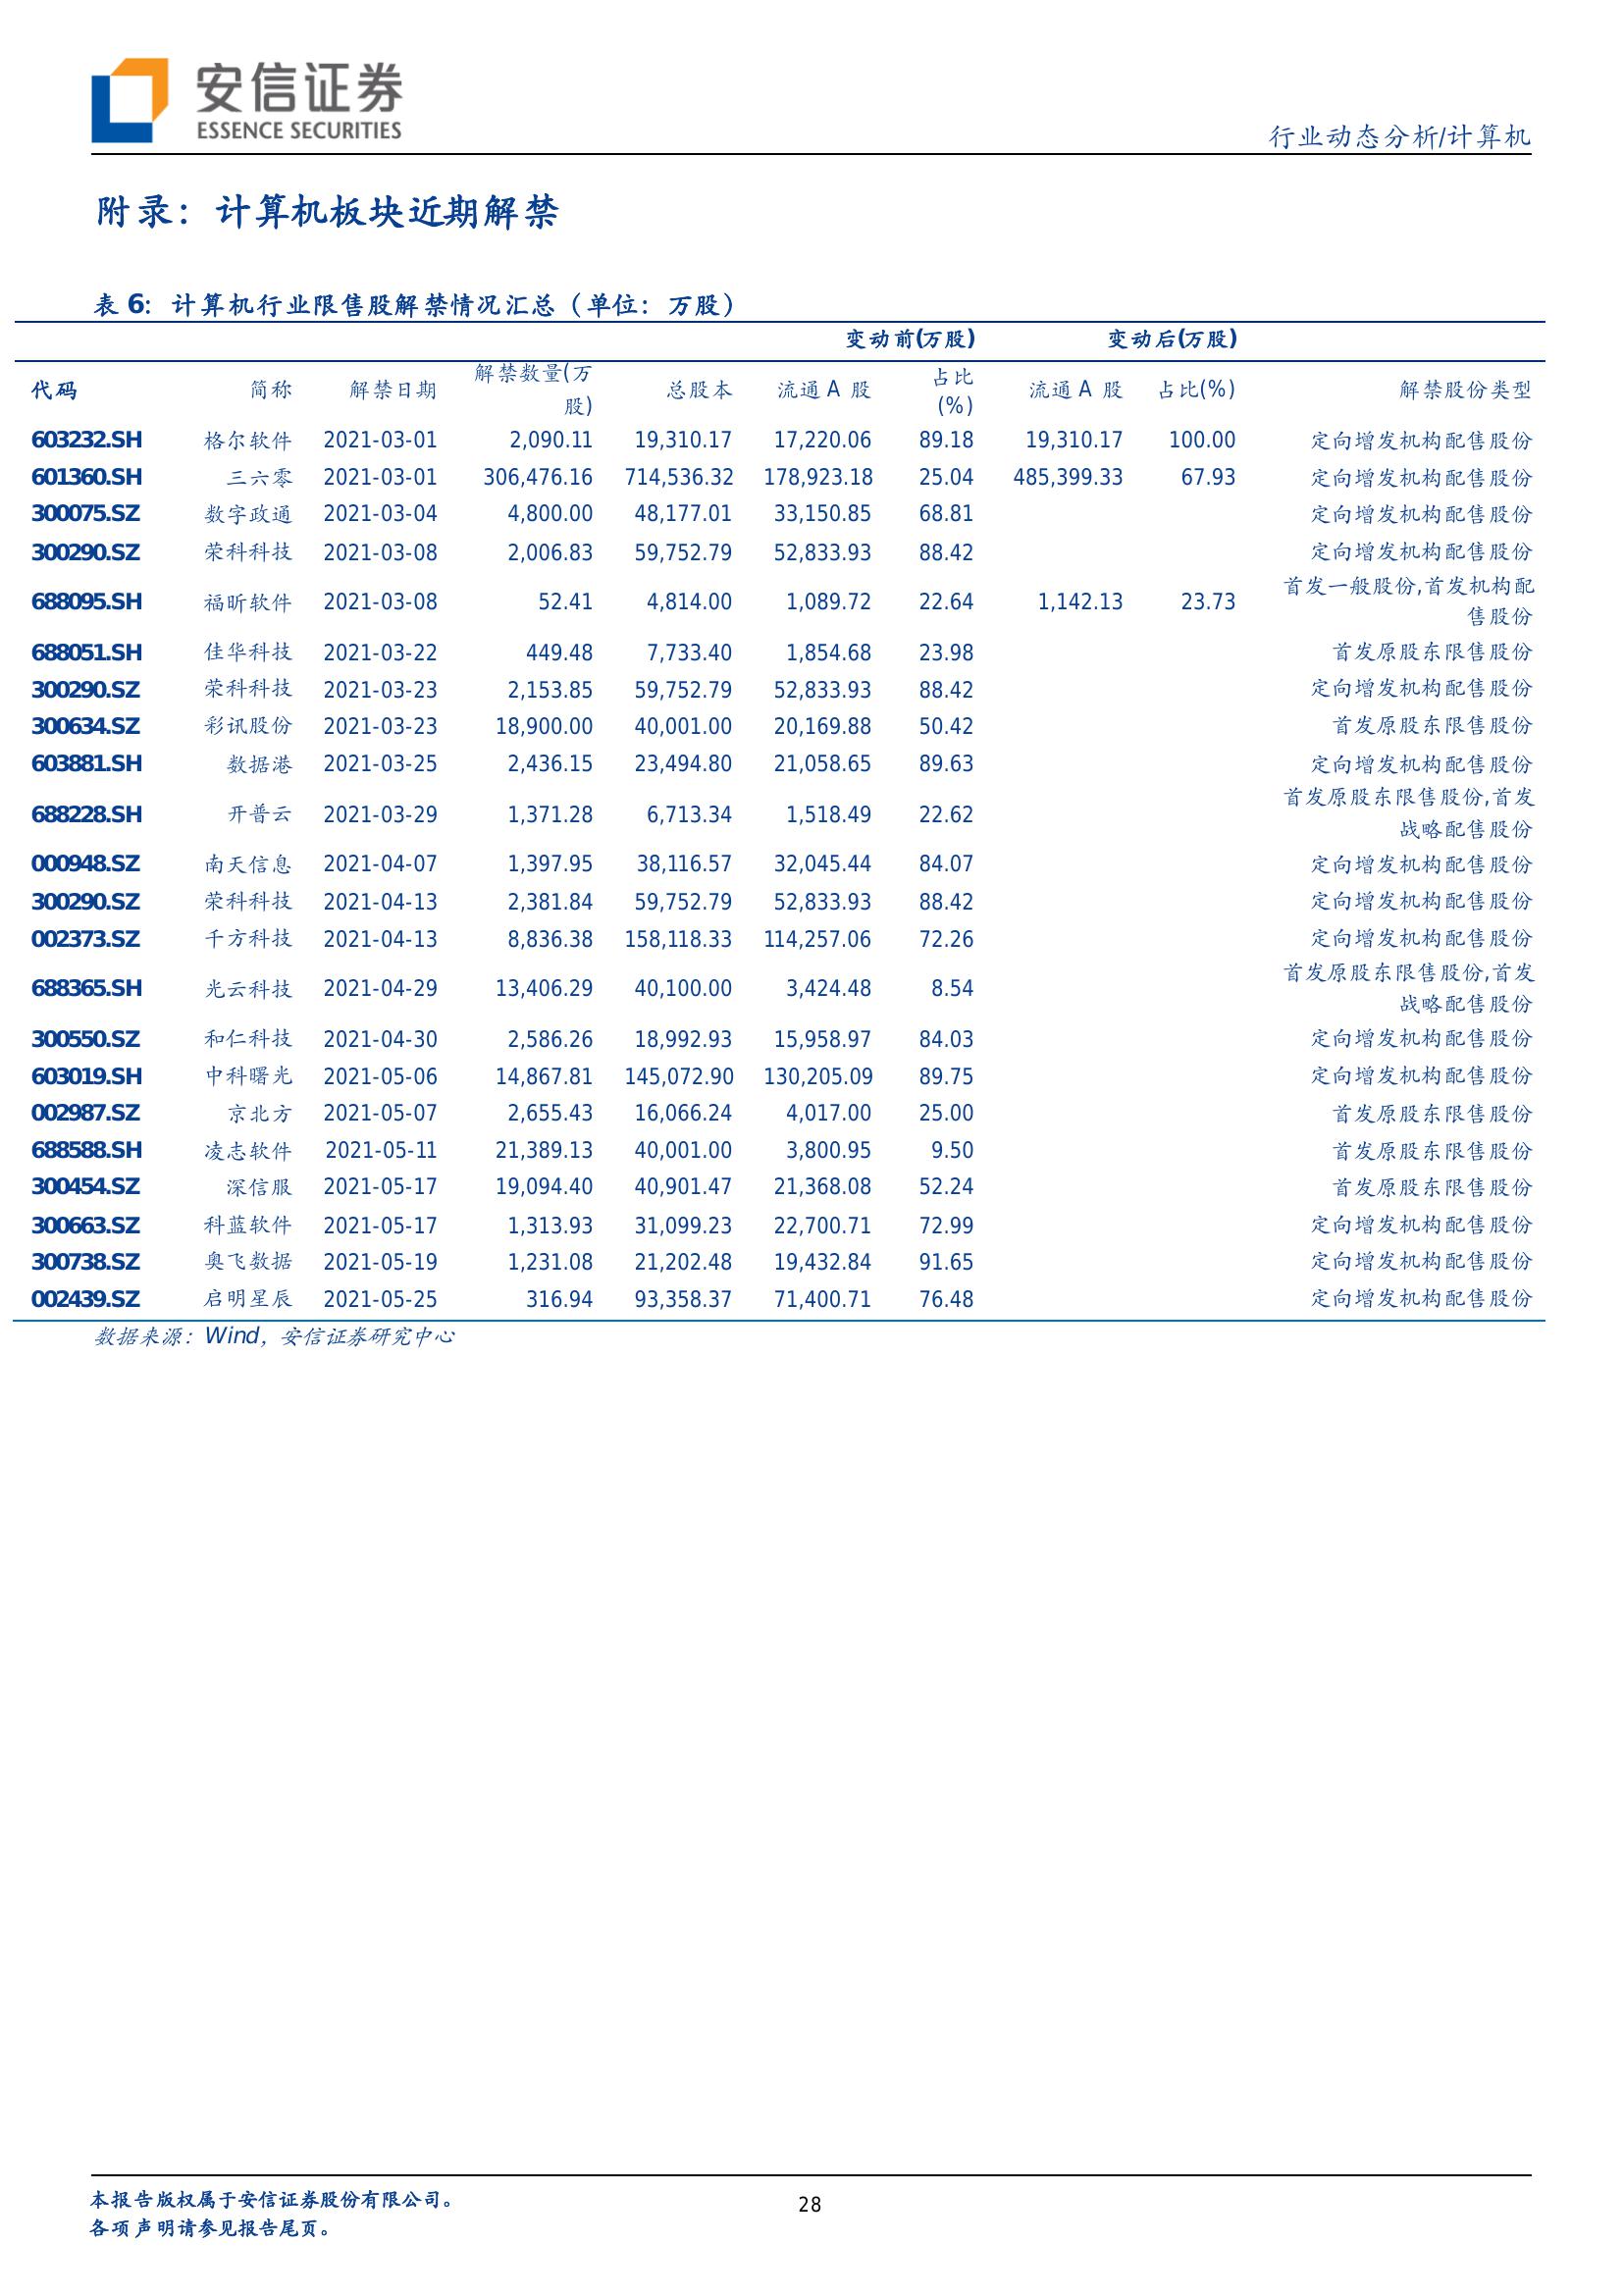 安信证券
ESSENCE SECURITIES
行业动态分析/计算机
附录：计算机板块近期解禁
表 6：计算机行业限售股解禁情况汇总（单位：万股）
变动前(万股) 变动后(万股)
代码 简称 解禁日期 解禁数量(万股) 总股本 流通 A 股 占比(%) 流通 A 股 占比(%) 解禁股份类型
603232.SH 格尔软件 2021-03-01 2,090.11 19,310.17 17,220.06 89.18 19,310.17 100.00 定向增发机构配售股份
601360.SH 三六零 2021-03-01 306,476.16 714,536.32 178,923.18 25.04 485,399.33 67.93 定向增发机构配售股份
300075.SZ 数字政通 2021-03-04 4,800.00 48,177.01 33,150.85 68.81 定向增发机构配售股份
300290.SZ 荣科科技 2021-03-08 2,006.83 59,752.79 52,833.93 88.42 定向增发机构配售股份
688095.SH 福昕软件 2021-03-08 52.41 4,814.00 1,089.72 22.64 1,142.13 23.73 首发一般股份,首发机构配售股份
688051.SH 佳华科技 2021-03-22 449.48 7,733.40 1,854.68 23.98 首发原股东限售股份
300290.SZ 荣科科技 2021-03-23 2,153.85 59,752.79 52,833.93 88.42 定向增发机构配售股份
300634.SZ 彩讯股份 2021-03-23 18,900.00 40,001.00 20,169.88 50.42 首发原股东限售股份
603881.SH 数据港 2021-03-25 2,436.15 23,494.80 21,058.65 89.63 定向增发机构配售股份
688228.SH 开普云 2021-03-29 1,371.28 6,713.34 1,518.49 22.62 首发原股东限售股份,首发战略配售股份
000948.SZ 南天信息 2021-04-07 1,397.95 38,116.57 32,045.44 84.07 定向增发机构配售股份
300290.SZ 荣科科技 2021-04-13 2,381.84 59,752.79 52,833.93 88.42 定向增发机构配售股份
002373.SZ 千方科技 2021-04-13 8,836.38 158,118.33 114,257.06 72.26 定向增发机构配售股份
688365.SH 光云科技 2021-04-29 13,406.29 40,100.00 3,424.48 8.54 首发原股东限售股份,首发战略配售股份
300550.SZ 和仁科技 2021-04-30 2,586.26 18,992.93 15,958.97 84.03 定向增发机构配售股份
603019.SH 中科曙光 2021-05-06 14,867.81 145,072.90 130,205.09 89.75 定向增发机构配售股份
002987.SZ 京北方 2021-05-07 2,655.43 16,066.24 4,017.00 25.00 首发原股东限售股份
688588.SH 凌志软件 2021-05-11 21,389.13 40,001.00 3,800.95 9.50 首发原股东限售股份
300454.SZ 深信服 2021-05-17 19,094.40 40,901.47 21,368.08 52.24 首发原股东限售股份
300663.SZ 科蓝软件 2021-05-17 1,313.93 31,099.23 22,700.71 72.99 定向增发机构配售股份
300738.SZ 奥飞数据 2021-05-19 1,231.08 21,202.48 19,432.84 91.65 定向增发机构配售股份
002439.SZ 启明星辰 2021-05-25 316.94 93,358.37 71,400.71 76.48 定向增发机构配售股份
数据来源：Wind，安信证券研究中心
本报告版权属于安信证券股份有限公司。
各项声明请参见报告尾页。
28